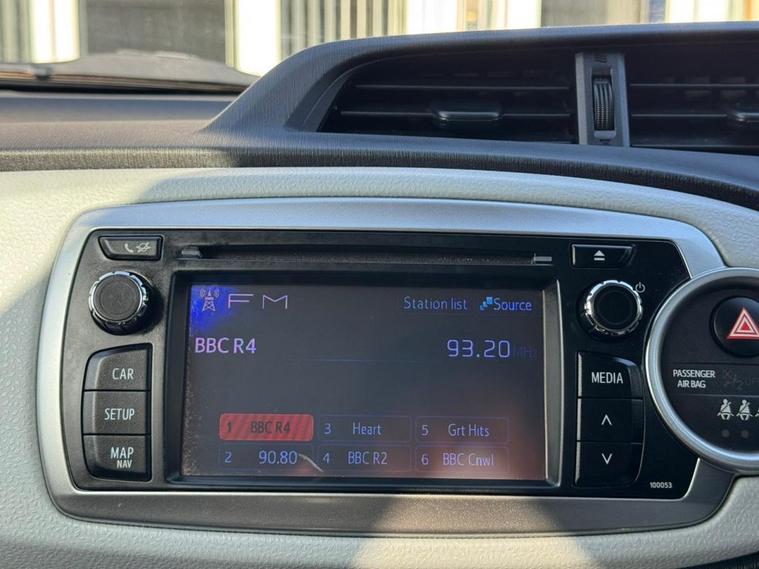 FM
Station list Source
BBC R4
93.20 MHz
1 BBC R4 3 Heart 5 Grt Hits
2 90.80 4 BBC R2 6 BBC Cnwl
CAR
SETUP
MAP
NAV
MEDIA
100053
PASSENGER
AIR BAG